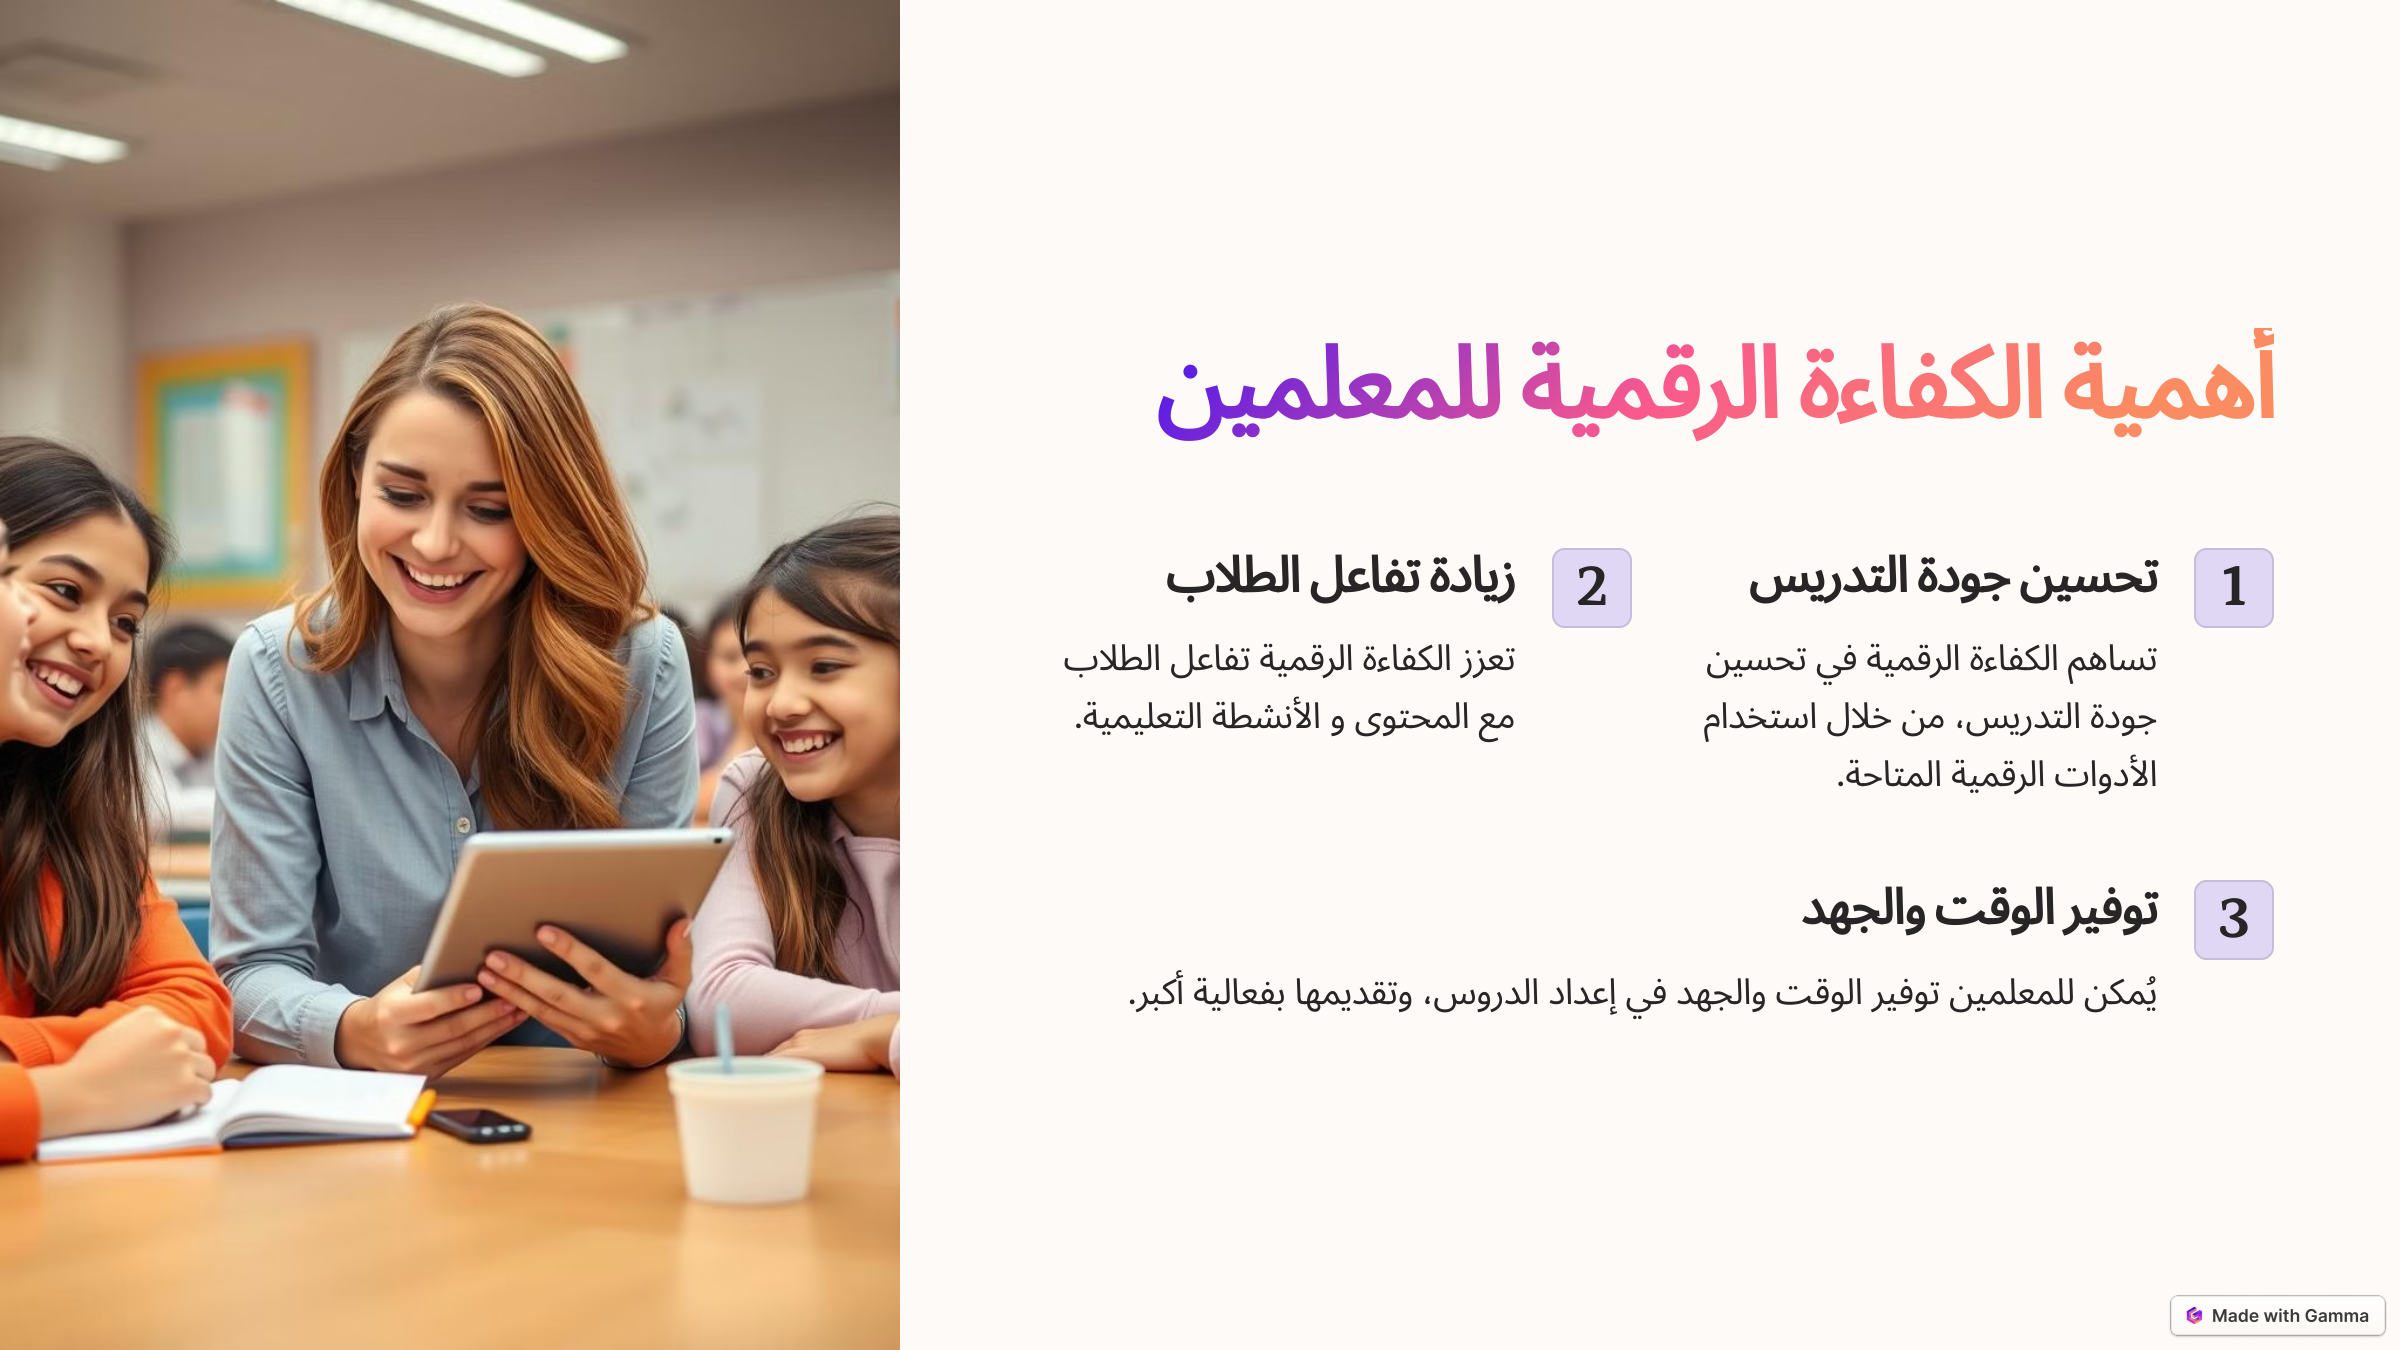 أهمية الكفاءة الرقمية للمعلمين
1
تحسين جودة التدريس
تساهم الكفاءة الرقمية في تحسين
جودة التدريس، من خلال استخدام
الأدوات الرقمية المتاحة.
2
زيادة تفاعل الطلاب
تعزز الكفاءة الرقمية تفاعل الطلاب
مع المحتوى و الأنشطة التعليمية.
3
توفير الوقت والجهد
يُمكن للمعلمين توفير الوقت والجهد في إعداد الدروس، وتقديمها بفعالية أكبر.
Made with Gamma